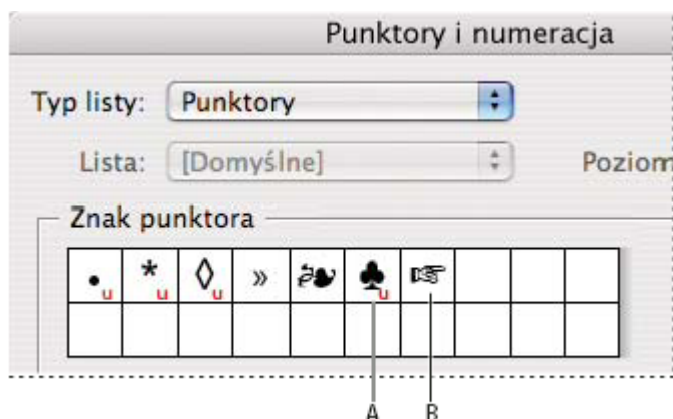 Punktory i numeracja
Typ listy: Punktory
Lista: [Domyślne] Poziom
Znak punktora
• u * u ◊ u » ❧ ♣ u ☞
A B